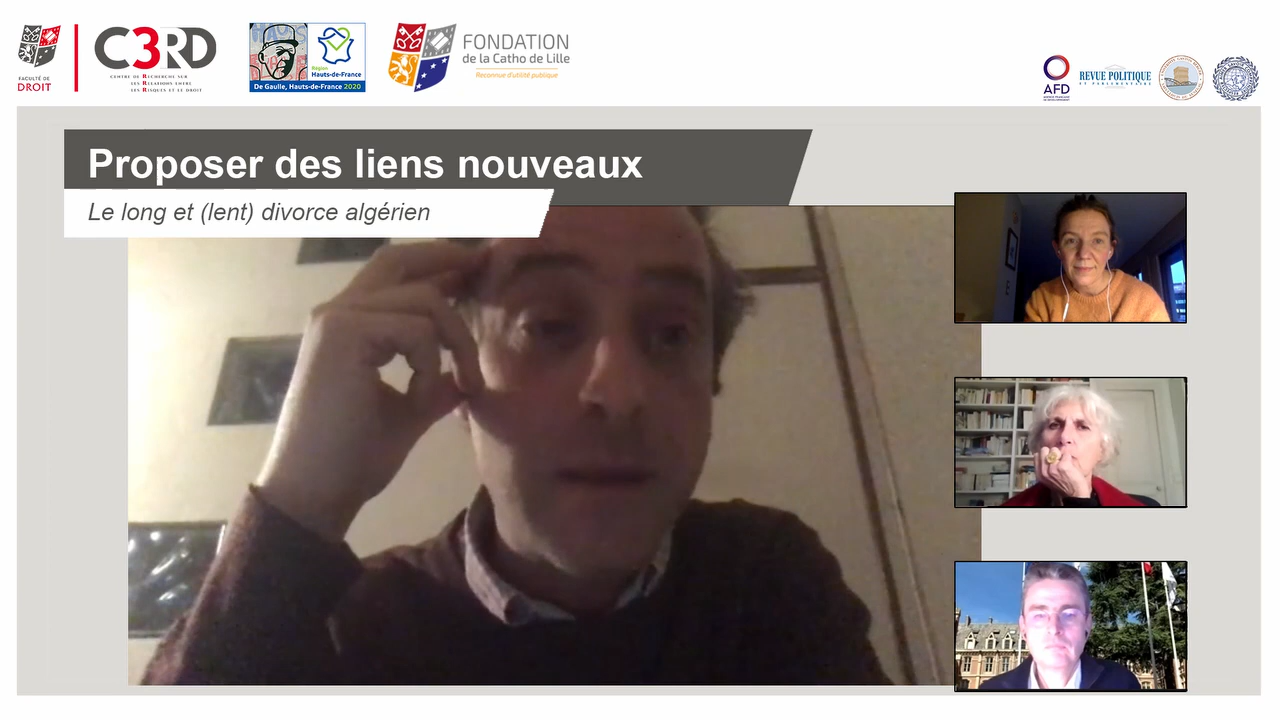 FACULTÉ DE
DROIT
C3RD
CENTRE DE RECHERCHE SUR
LES RELATIONS ENTRE
LES RISQUES ET LE DROIT
Région
Hauts-de-France
De Gaulle, Hauts-de-France 2020
FONDATION
de la Catho de Lille
Reconnue d'utilité publique
AFD
REVUE POLITIQUE
ET PARLEMENTAIRE
Proposer des liens nouveaux
Le long et (lent) divorce algérien